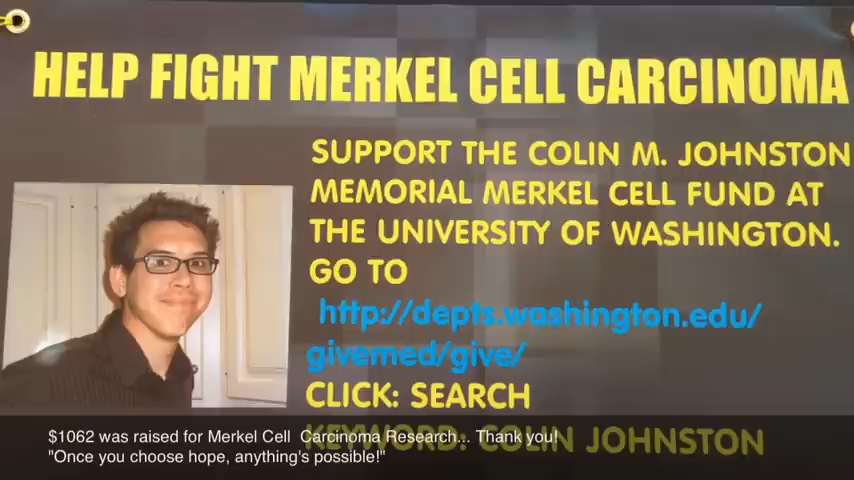 HELP FIGHT MERKEL CELL CARCINOMA
SUPPORT THE COLIN M. JOHNSTON
MEMORIAL MERKEL CELL FUND AT
THE UNIVERSITY OF WASHINGTON.
GO TO
http://depts.washington.edu/
givemed/give/
CLICK: SEARCH
KEYWORD: COLIN JOHNSTON
$1062 was raised for Merkel Cell  Carcinoma Research... Thank you!
"Once you choose hope, anything's possible!"